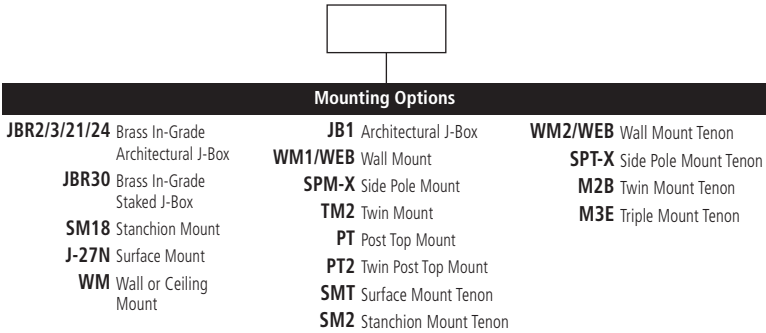 Mounting Options
JBR2/3/21/24 Brass In-Grade
Architectural J-Box
JBR30 Brass In-Grade
Staked J-Box
SM18 Stanchion Mount
J-27N Surface Mount
WM Wall or Ceiling
Mount
JB1 Architectural J-Box
WM1/WEB Wall Mount
SPM-X Side Pole Mount
TM2 Twin Mount
PT Post Top Mount
PT2 Twin Post Top Mount
SMT Surface Mount Tenon
SM2 Stanchion Mount Tenon
WM2/WEB Wall Mount Tenon
SPT-X Side Pole Mount Tenon
M2B Twin Mount Tenon
M3E Triple Mount Tenon